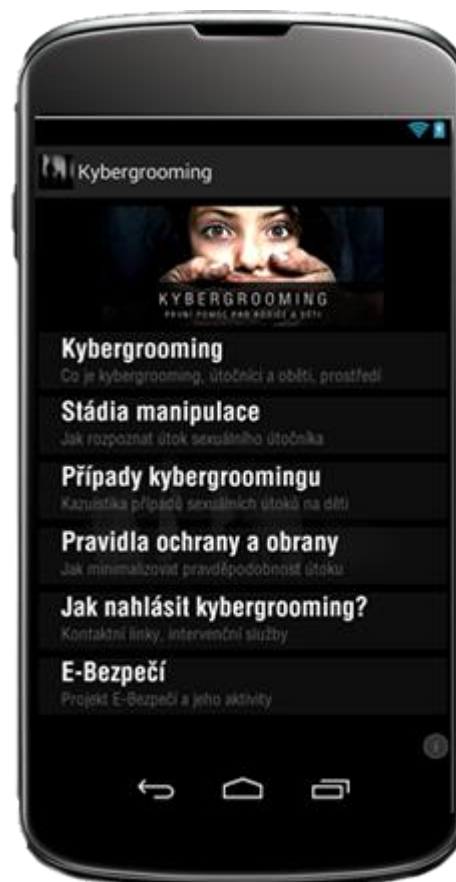 Kybergrooming
KYBERGROOMING
PRVNÍ POMOC PRO RODIČE A DĚTI
Kybergrooming
Co je kybergrooming, útočníci a oběti, prostředí
Stádia manipulace
Jak rozpoznat útok sexuálního útočníka
Případy kybergroomingu
Kazuistika případů sexuálních útoků na děti
Pravidla ochrany a obrany
Jak minimalizovat pravděpodobnost útoku
Jak nahlásit kybergrooming?
Kontaktní linky, intervenční služby
E-Bezpečí
Projekt E-Bezpečí a jeho aktivity